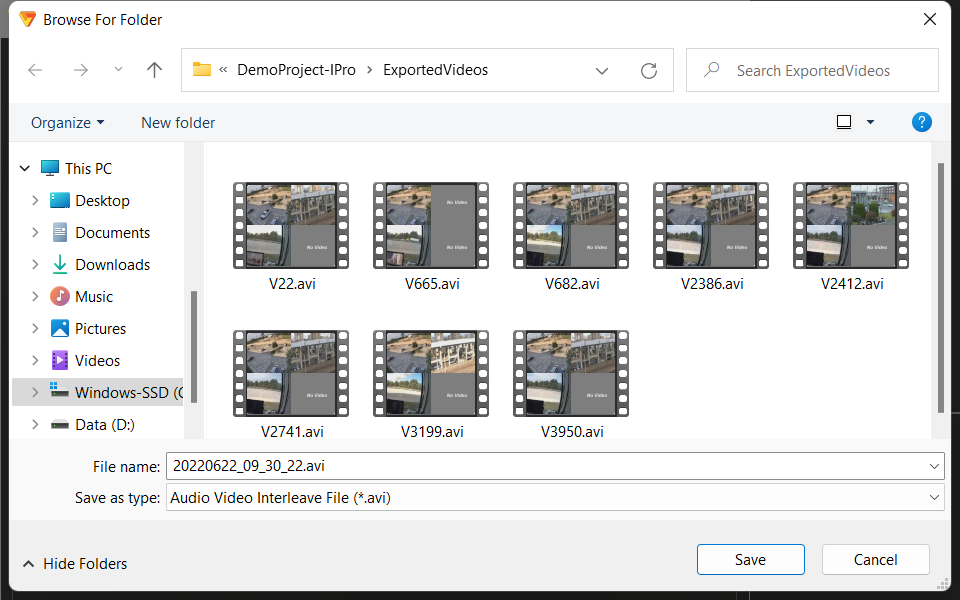 Browse For Folder
« DemoProject-IPro › ExportedVideos
Search ExportedVideos
Organize
New folder
?
This PC
Desktop
Documents
Downloads
Music
Pictures
Videos
Windows-SSD (C
Data (D:)
No Video
No Video
No Video
No Video
No Video
V22.avi
V665.avi
V682.avi
V2386.avi
V2412.avi
No Video
No Video
No Video
No Video
V2741.avi
V3199.avi
V3950.avi
File name: 20220622_09_30_22.avi
Save as type: Audio Video Interleave File (*.avi)
Hide Folders
Save
Cancel